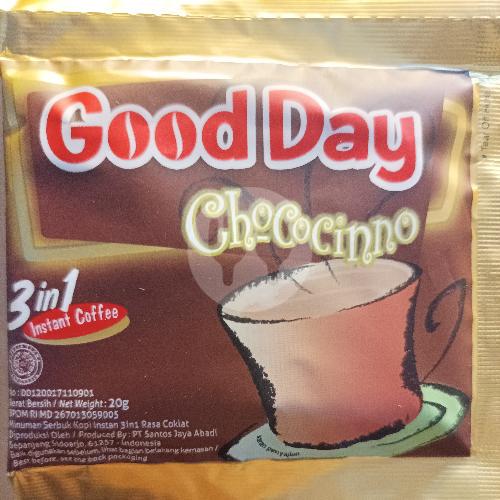 Good Day
Chococinno
3in1
Instant Coffee
No : 00120017110901
Berat Bersih / Net Weight : 20g
BPOM RI MD 267013059005
Minuman Serbuk Kopi Instan 3in1 Rasa Coklat
Diproduksi Oleh / Produced By : PT Santos Jaya Abadi
Sepanjang Sidoarjo, 61257 - Indonesia
Baik digunakan sebelum, lihat bagian belakang kemasan /
Best before, see the back packaging